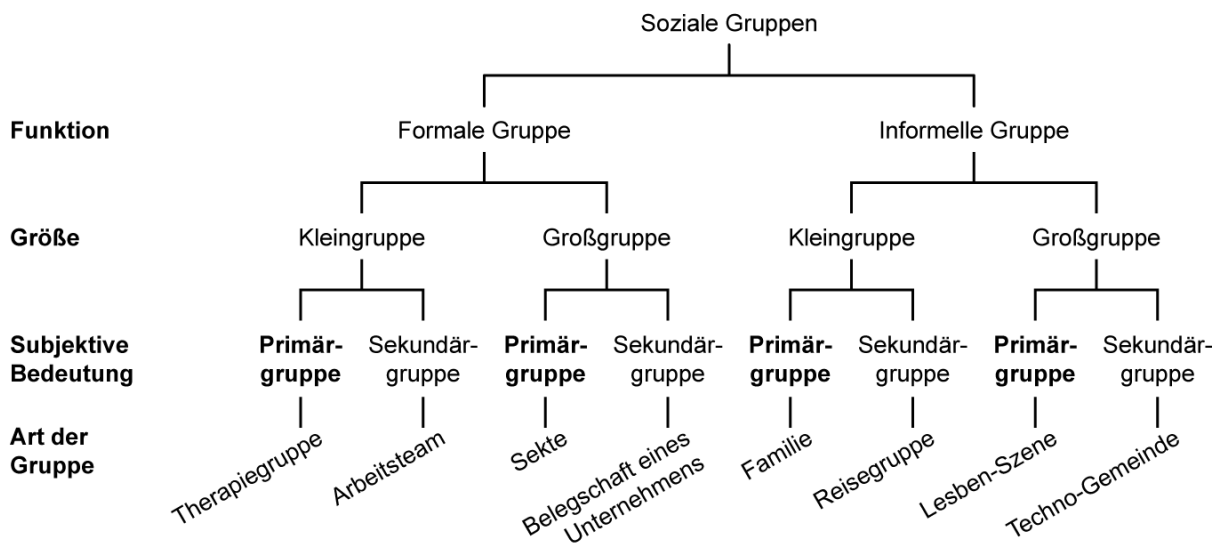 Soziale Gruppen
Funktion
Formale Gruppe
Informelle Gruppe
Größe
Kleingruppe
Großgruppe
Kleingruppe
Großgruppe
Subjektive
Bedeutung
Primär-
gruppe
Sekundär-
gruppe
Primär-
gruppe
Sekundär-
gruppe
Primär-
gruppe
Sekundär-
gruppe
Primär-
gruppe
Sekundär-
gruppe
Art der
Gruppe
Therapiegruppe
Arbeitsteam
Sekte
Belegschaft eines
Unternehmens
Familie
Reisegruppe
Lesben-Szene
Techno-Gemeinde